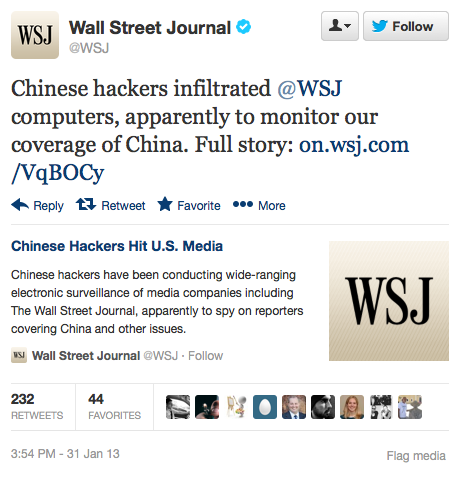 WSJ
Wall Street Journal
@WSJ
Follow
Chinese hackers infiltrated @WSJ
computers, apparently to monitor our
coverage of China. Full story: on.wsj.com
/VqBOCy
Reply Retweet Favorite More
Chinese Hackers Hit U.S. Media
Chinese hackers have been conducting wide-ranging
electronic surveillance of media companies including
The Wall Street Journal, apparently to spy on reporters
covering China and other issues.
WSJ
WSJ Wall Street Journal @WSJ · Follow
232 44
RETWEETS FAVORITES
3:54 PM - 31 Jan 13
Flag media